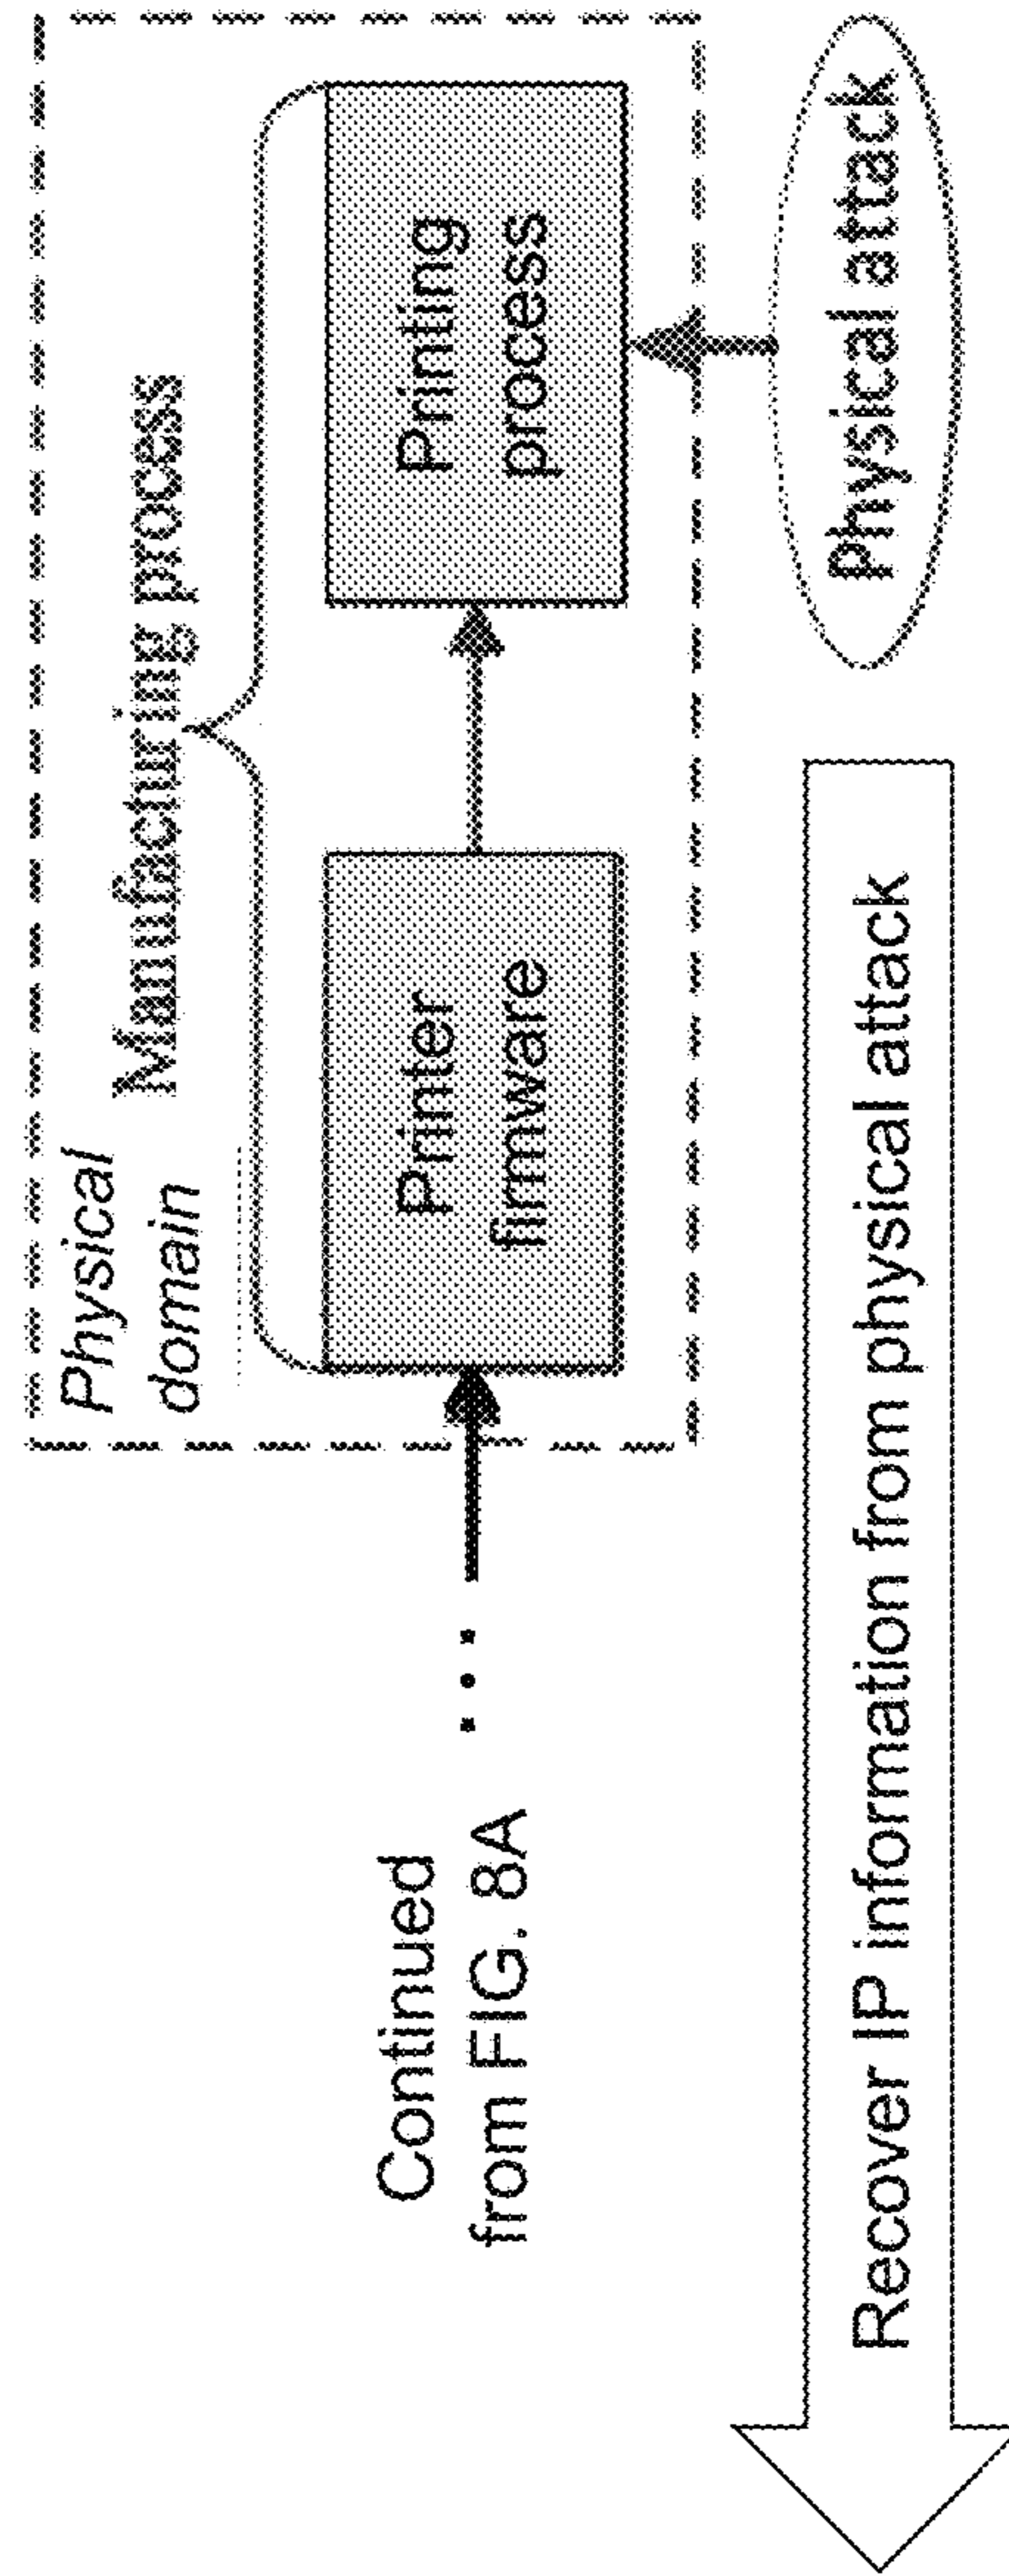 Physical
domain
Manufacturing process
Continued
from FIG. 8A
Printer
firmware
Printing
process
Physical attack
Recover IP information from physical attack